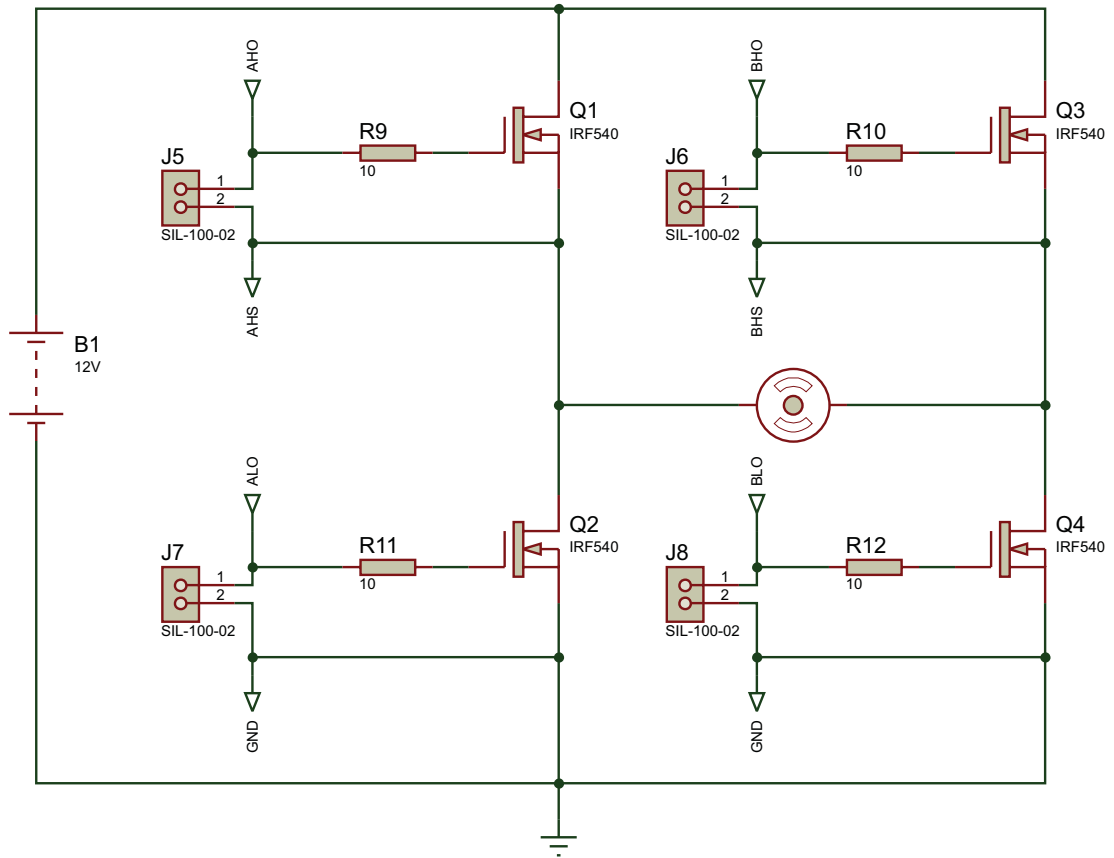 AHO
BHO
Q1
IRF540
Q3
IRF540
R9
10
R10
10
J5
1
2
SIL-100-02
J6
1
2
SIL-100-02
AHS
BHS
B1
12V
ALO
BLO
Q2
IRF540
Q4
IRF540
R11
10
R12
10
J7
1
2
SIL-100-02
J8
1
2
SIL-100-02
GND
GND